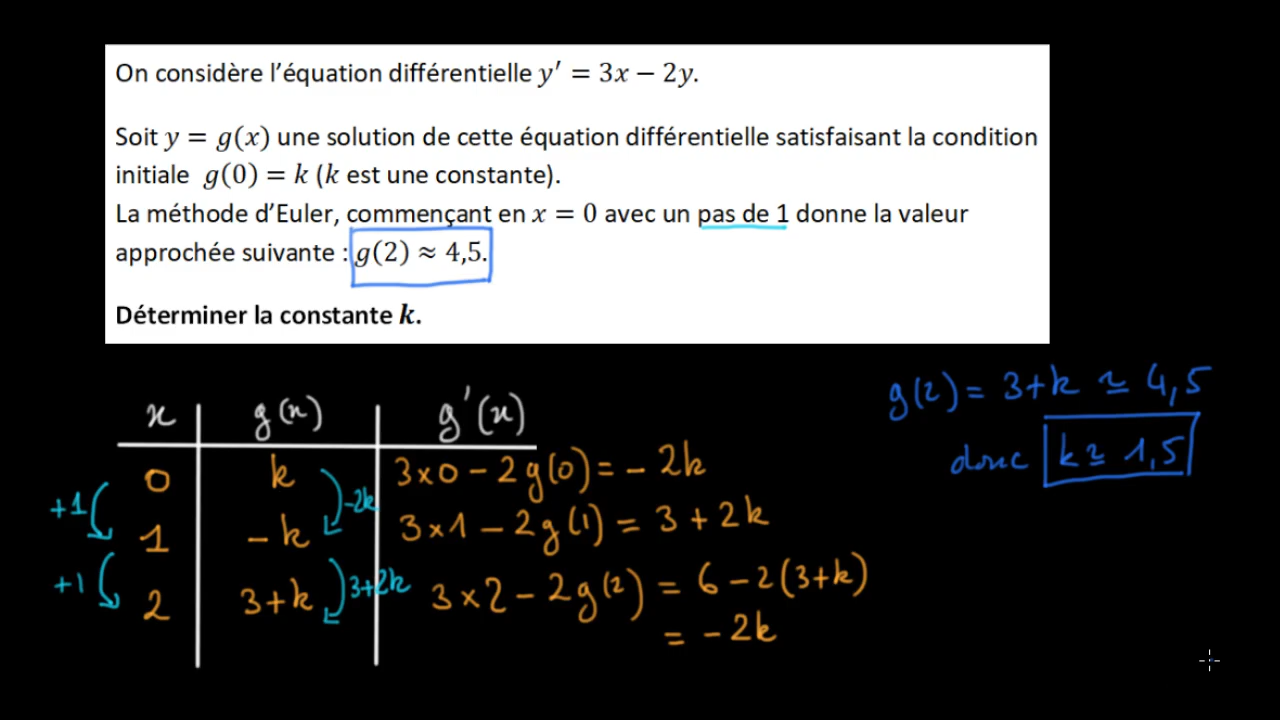 On considère l'équation différentielle y′ = 3x − 2y.
Soit y = g(x) une solution de cette équation différentielle satisfaisant la condition
initiale g(0) = k (k est une constante).
La méthode d'Euler, commençant en x = 0 avec un pas de 1 donne la valeur
approchée suivante : g(2) ≈ 4,5.
Déterminer la constante k.
g(2) = 3+k ≃ 4,5
donc k ≃ 1,5
x g(x) g'(x)
0 k 3×0 − 2g(0) = − 2k
+1 -2k
1 − k 3×1 − 2g(1) = 3 + 2k
+1 3+2k
2 3+k 3×2 − 2g(2) = 6 − 2(3+k)
= − 2k